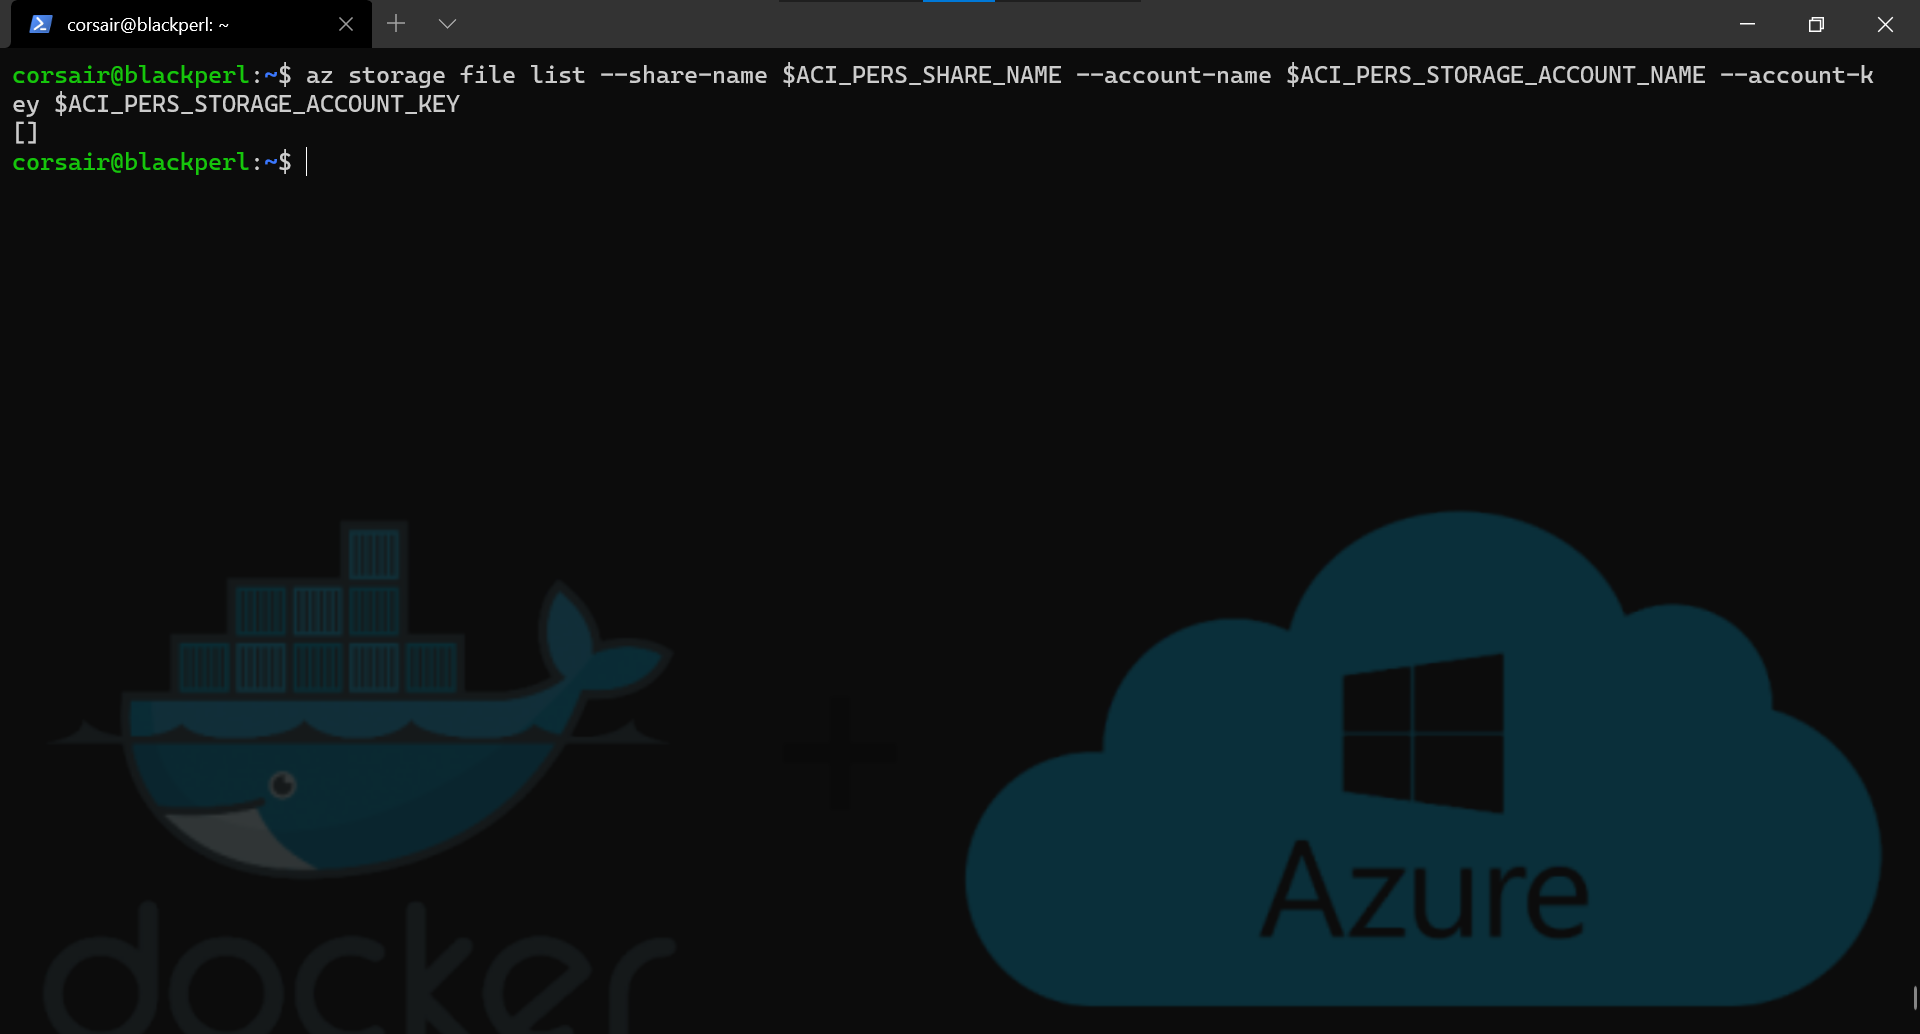 corsair@blackperl: ~
corsair@blackperl:~$ az storage file list --share-name $ACI_PERS_SHARE_NAME --account-name $ACI_PERS_STORAGE_ACCOUNT_NAME --account-k
ey $ACI_PERS_STORAGE_ACCOUNT_KEY
[]
corsair@blackperl:~$
Azure
docker